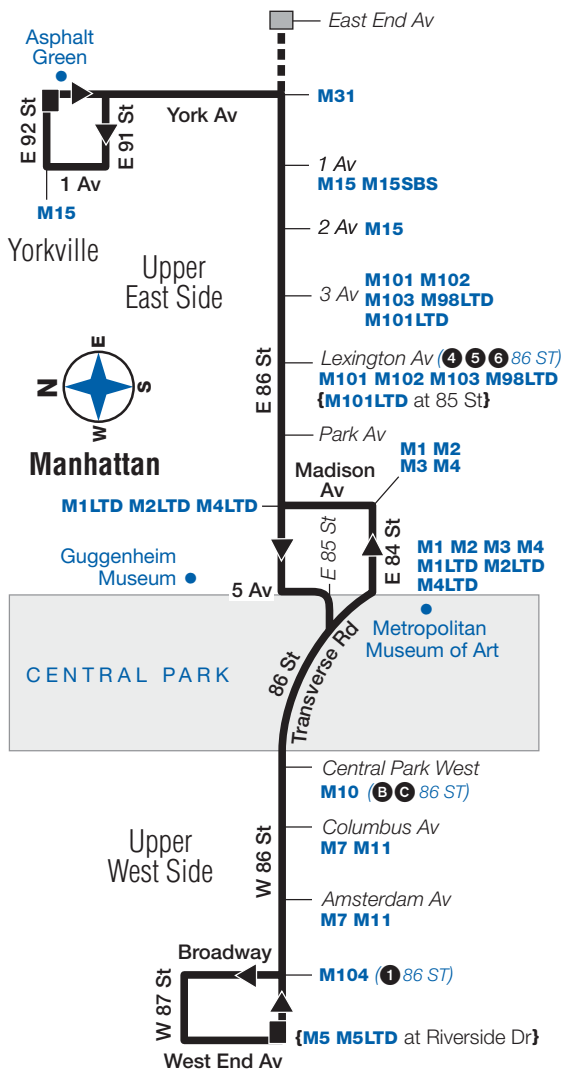 East End Av
Asphalt
Green
E 92 St
E 91 St
York Av
M31
1 Av
M15
1 Av
M15 M15SBS
2 Av M15
Yorkville
Upper
East Side
3 Av
M101 M102
M103 M98LTD
M101LTD
E 86 St
Lexington Av (4 5 6 86 ST)
M101 M102 M103 M98LTD
{M101LTD at 85 St}
N
E
S
W
Manhattan
Park Av
Madison
Av
M1 M2
M3 M4
M1LTD M2LTD M4LTD
E 85 St
E 84 St
M1 M2 M3 M4
M1LTD M2LTD
M4LTD
Guggenheim
Museum
5 Av
Metropolitan
Museum of Art
CENTRAL PARK
86 St
Transverse Rd
Central Park West
M10 (B C 86 ST)
Columbus Av
M7 M11
Upper
West Side
W 86 St
Amsterdam Av
M7 M11
Broadway
M104 (1 86 ST)
W 87 St
{M5 M5LTD at Riverside Dr}
West End Av